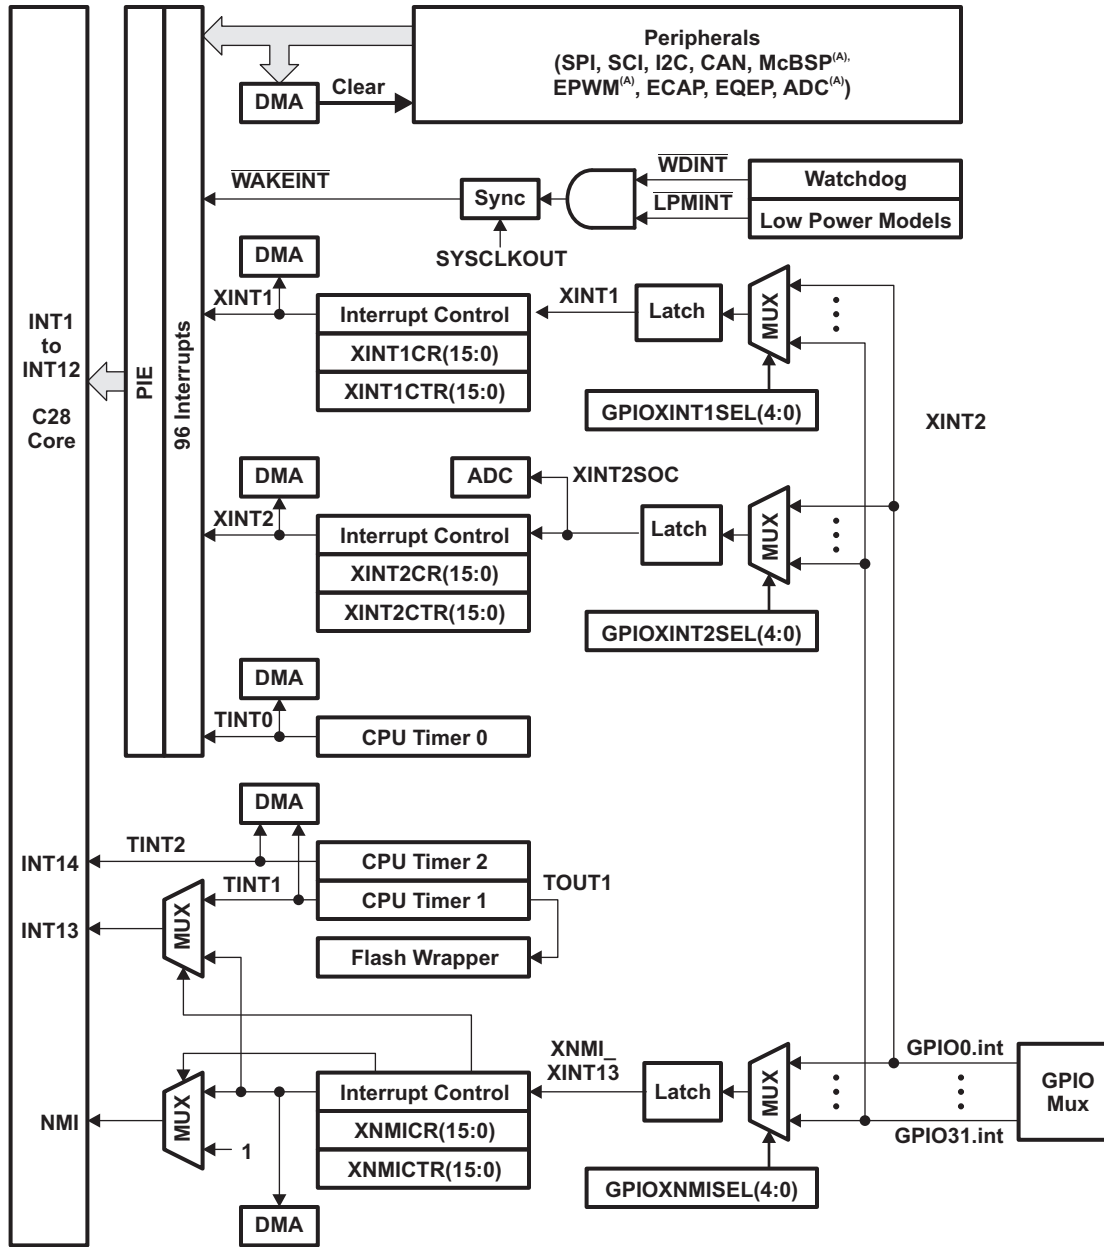 Peripherals
(SPI, SCI, I2C, CAN, McBSP(A),
EPWM(A), ECAP, EQEP, ADC(A))
DMA
Clear
WDINT
Watchdog
WAKEINT
Sync
LPMINT
Low Power Models
SYSCLKOUT
DMA
XINT1
Interrupt Control
XINT1CR(15:0)
XINT1CTR(15:0)
XINT1
Latch
MUX
GPIOXINT1SEL(4:0)
INT1
to
INT12
C28
Core
PIE
96 Interrupts
XINT2
DMA
ADC
XINT2SOC
XINT2
Interrupt Control
XINT2CR(15:0)
XINT2CTR(15:0)
Latch
MUX
GPIOXINT2SEL(4:0)
DMA
TINT0
CPU Timer 0
DMA
INT14
TINT2
CPU Timer 2
TINT1
CPU Timer 1
TOUT1
INT13
MUX
Flash Wrapper
XNMI_
XINT13
NMI
MUX
1
Interrupt Control
XNMICR(15:0)
XNMICTR(15:0)
Latch
MUX
GPIOXNMISEL(4:0)
GPIO0.int
GPIO
Mux
GPIO31.int
DMA